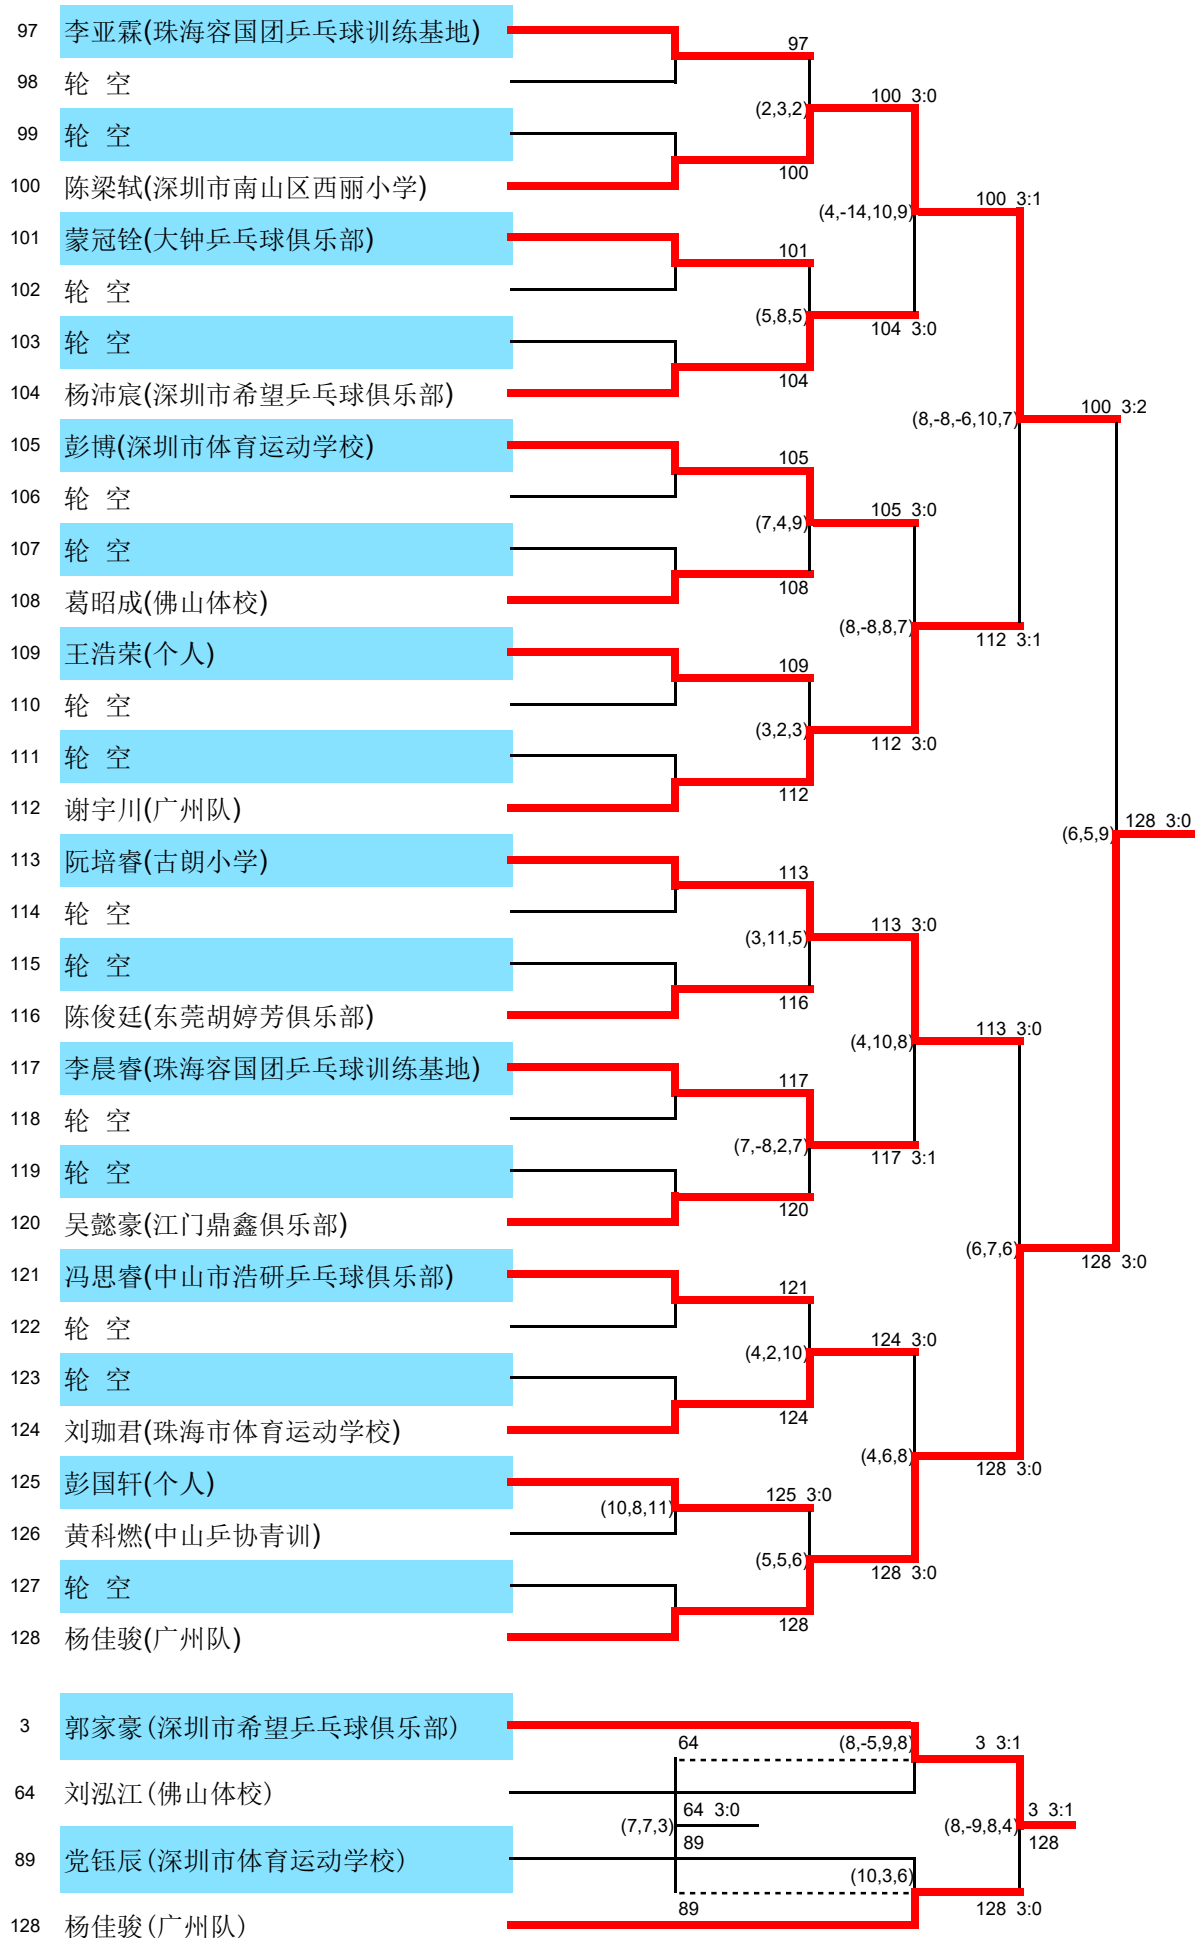 97 李亚霖(珠海容国团乒乓球训练基地)
97
98 轮 空
(2,3,2) 100 3:0
99 轮 空
100
100 陈梁轼(深圳市南山区西丽小学)
(4,-14,10,9) 100 3:1
101 蒙冠铨(大钟乒乓球俱乐部)
101
102 轮 空
(5,8,5) 104 3:0
103 轮 空
104
104 杨沛宸(深圳市希望乒乓球俱乐部)
(8,-8,-6,10,7) 100 3:2
105 彭博(深圳市体育运动学校)
105
106 轮 空
(7,4,9) 105 3:0
107 轮 空
108
108 葛昭成(佛山体校)
(8,-8,8,7) 112 3:1
109 王浩荣(个人)
109
110 轮 空
(3,2,3) 112 3:0
111 轮 空
112
112 谢宇川(广州队)
(6,5,9) 128 3:0
113 阮培睿(古朗小学)
113
114 轮 空
(3,11,5) 113 3:0
115 轮 空
116
116 陈俊廷(东莞胡婷芳俱乐部)
(4,10,8) 113 3:0
117 李晨睿(珠海容国团乒乓球训练基地)
117
118 轮 空
(7,-8,2,7) 117 3:1
119 轮 空
120
120 吴懿豪(江门鼎鑫俱乐部)
(6,7,6) 128 3:0
121 冯思睿(中山市浩研乒乓球俱乐部)
121
122 轮 空
(4,2,10) 124 3:0
123 轮 空
124
124 刘珈君(珠海市体育运动学校)
(4,6,8) 128 3:0
125 彭国轩(个人)
(10,8,11) 125 3:0
126 黄科燃(中山乒协青训)
(5,5,6) 128 3:0
127 轮 空
128
128 杨佳骏(广州队)
3 郭家豪(深圳市希望乒乓球俱乐部)
64 (8,-5,9,8) 3 3:1
64 刘泓江(佛山体校)
(7,7,3) 64 3:0 (8,-9,8,4) 3 3:1
89 128
89 党钰辰(深圳市体育运动学校)
(10,3,6)
89 128 3:0
128 杨佳骏(广州队)